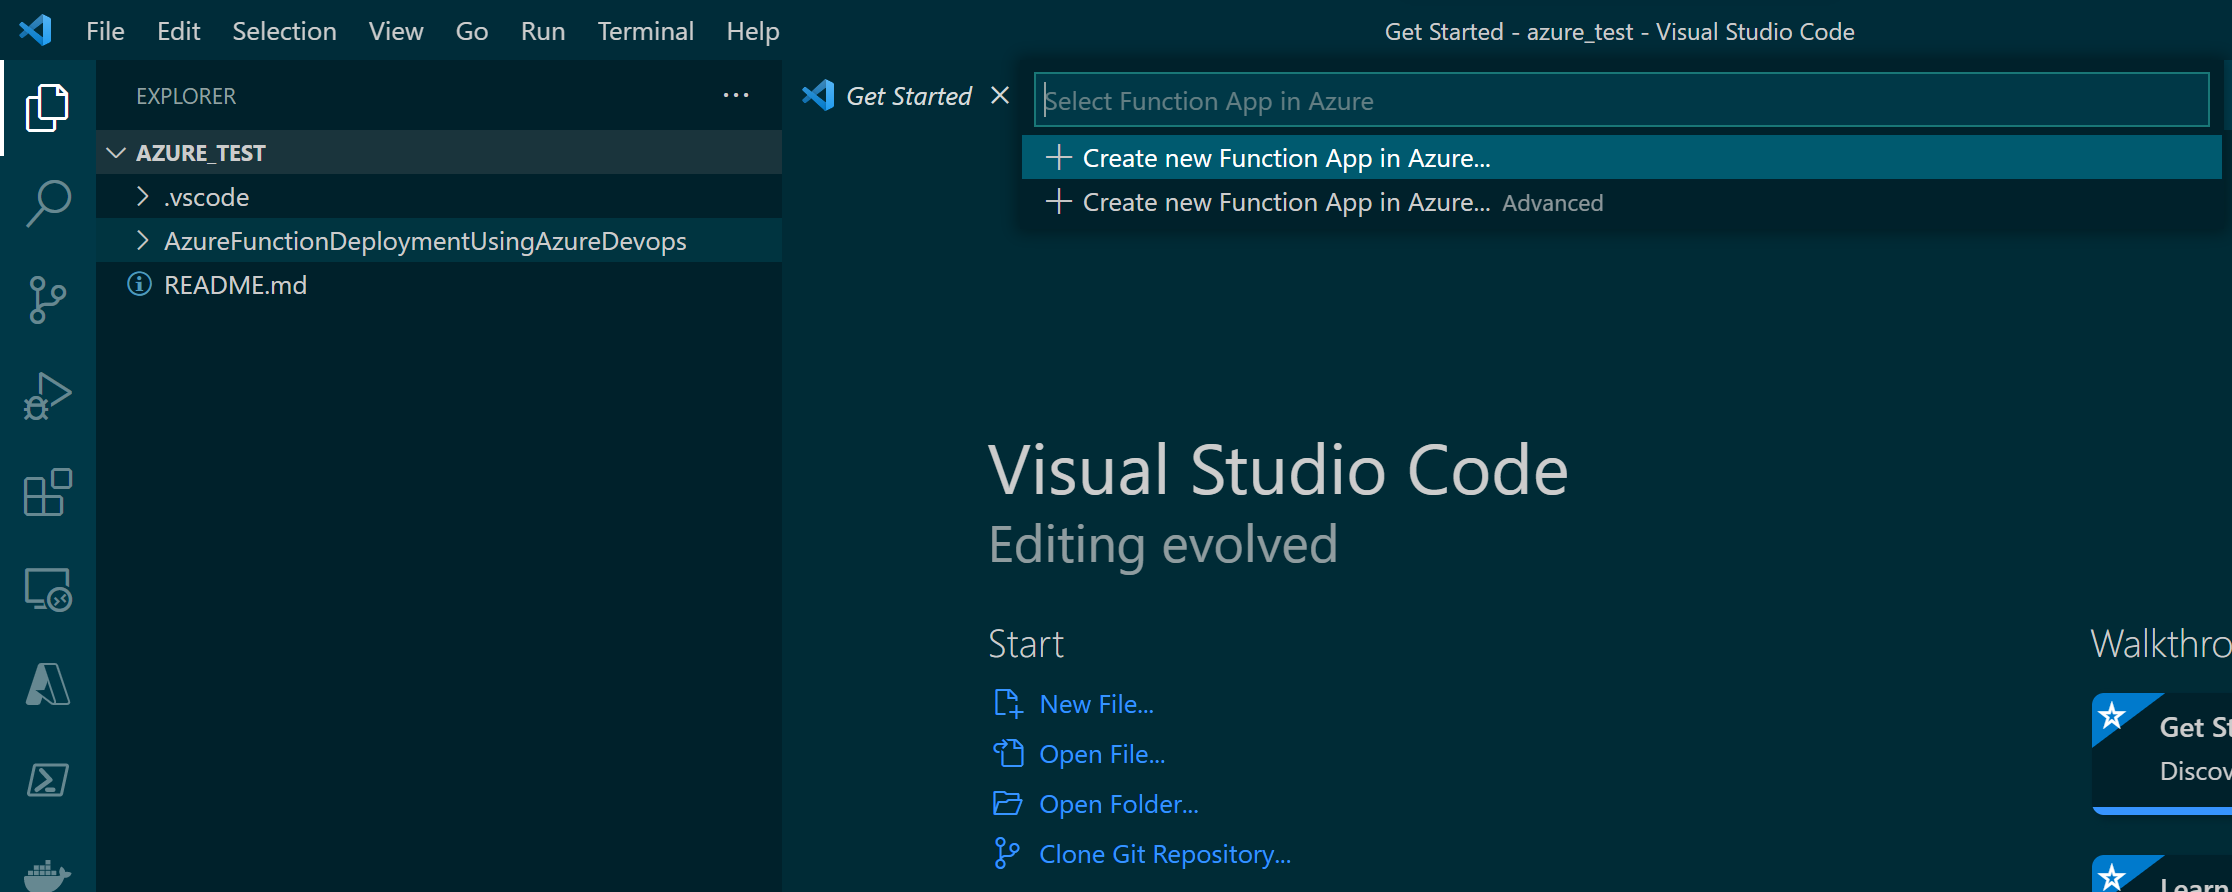 File Edit Selection View Go Run Terminal Help
Get Started - azure_test - Visual Studio Code
EXPLORER
AZURE_TEST
.vscode
AzureFunctionDeploymentUsingAzureDevops
README.md
Get Started
Select Function App in Azure
Create new Function App in Azure...
Create new Function App in Azure... Advanced
Visual Studio Code
Editing evolved
Start
New File...
Open File...
Open Folder...
Clone Git Repository...
Walkthro
Get St
Discov
Learn